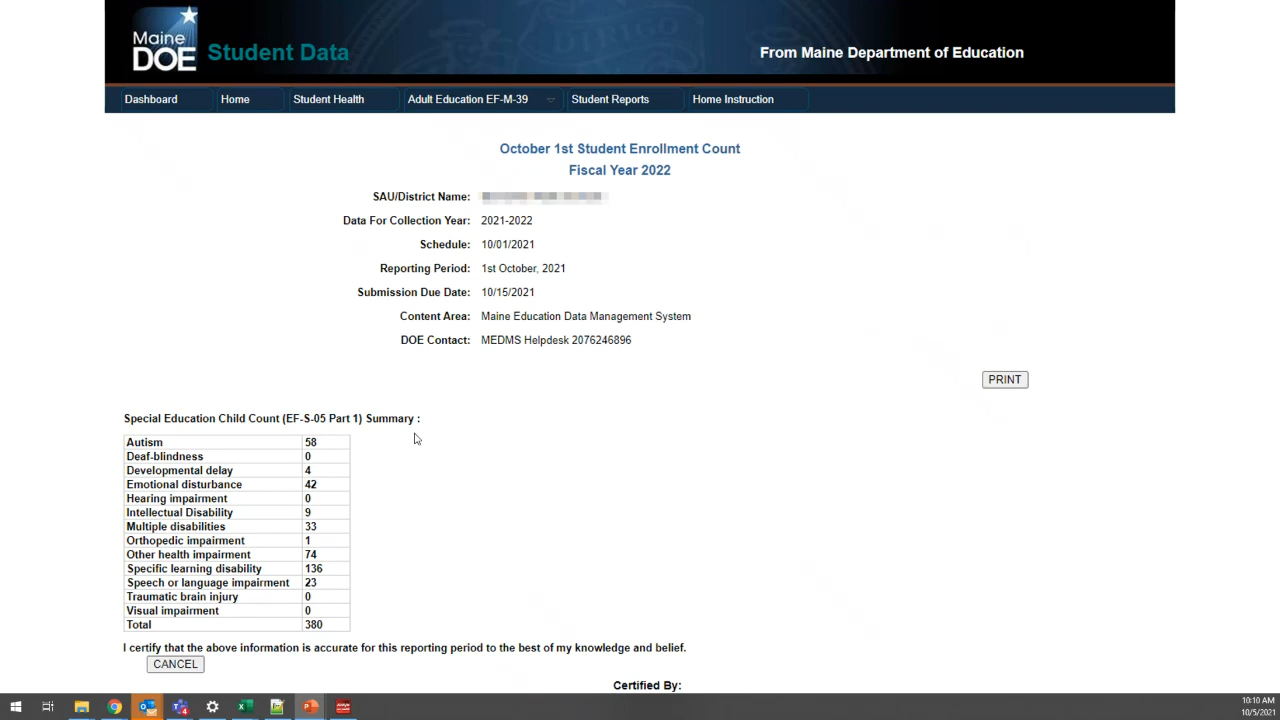 Maine
DOE
Student Data
From Maine Department of Education
Dashboard Home Student Health Adult Education EF-M-39 Student Reports Home Instruction
October 1st Student Enrollment Count
Fiscal Year 2022
SAU/District Name:
Data For Collection Year: 2021-2022
Schedule: 10/01/2021
Reporting Period: 1st October, 2021
Submission Due Date: 10/15/2021
Content Area: Maine Education Data Management System
DOE Contact: MEDMS Helpdesk 2076246896
PRINT
Special Education Child Count (EF-S-05 Part 1) Summary :
Autism 58
Deaf-blindness 0
Developmental delay 4
Emotional disturbance 42
Hearing impairment 0
Intellectual Disability 9
Multiple disabilities 33
Orthopedic impairment 1
Other health impairment 74
Specific learning disability 136
Speech or language impairment 23
Traumatic brain injury 0
Visual impairment 0
Total 380
I certify that the above information is accurate for this reporting period to the best of my knowledge and belief.
CANCEL
Certified By:
10:10 AM
10/5/2021